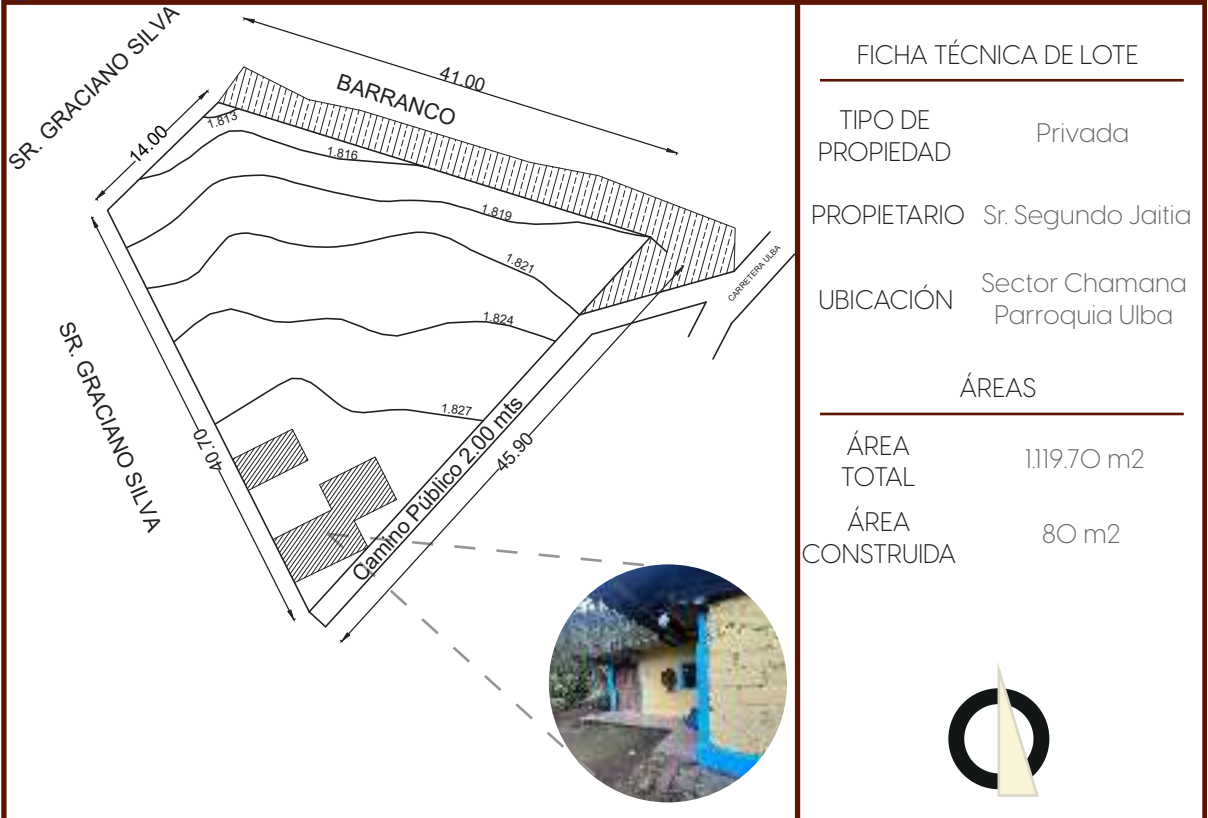 SR. GRACIANO SILVA
14.00
41.00
BARRANCO
1.813
1.816
1.819
1.821
1.824
1.827
CARRETERA ULBA
SR. GRACIANO SILVA
40.70
Camino Público 2.00 mts
45.90
FICHA TÉCNICA DE LOTE
TIPO DE
PROPIEDAD
Privada
PROPIETARIO
Sr. Segundo Jaitia
UBICACIÓN
Sector Chamana
Parroquia Ulba
ÁREAS
ÁREA
TOTAL
1.119.70 m2
ÁREA
CONSTRUIDA
80 m2